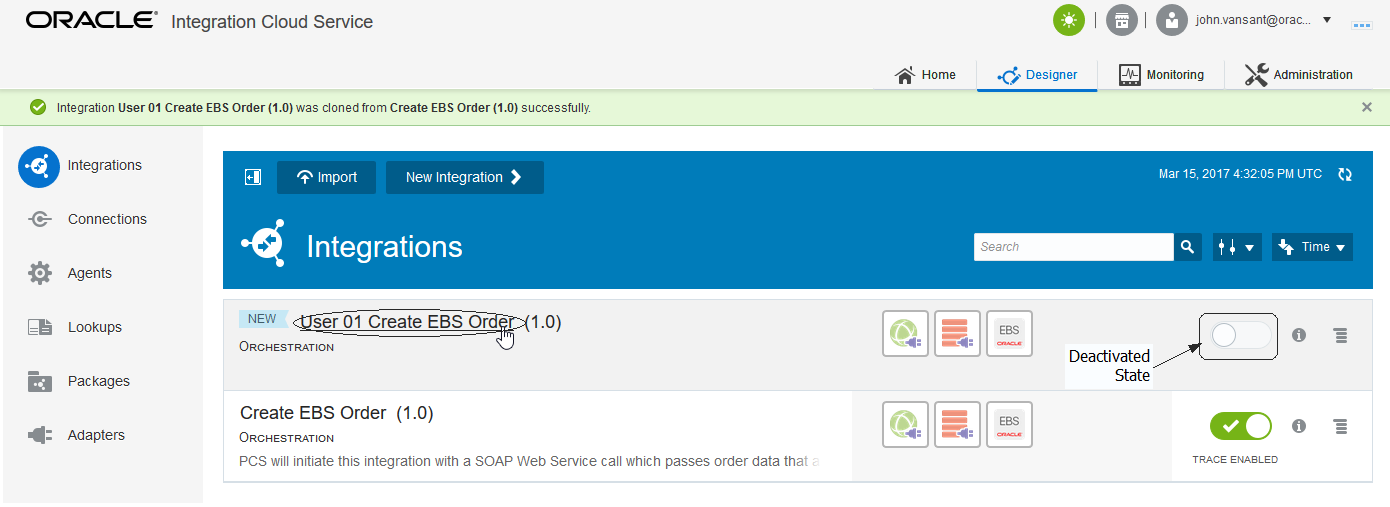 ORACLE Integration Cloud Service
john.vansant@orac...
Home Designer Monitoring Administration
Integration User 01 Create EBS Order (1.0) was cloned from Create EBS Order (1.0) successfully.
Integrations
Connections
Agents
Lookups
Packages
Adapters
Import New Integration
Mar 15, 2017 4:32:05 PM UTC
Integrations
Search
Time
NEW User 01 Create EBS Order (1.0)
ORCHESTRATION
EBS
ORACLE
Deactivated
State
Create EBS Order (1.0)
ORCHESTRATION
PCS will initiate this integration with a SOAP Web Service call which passes order data that a
EBS
ORACLE
TRACE ENABLED